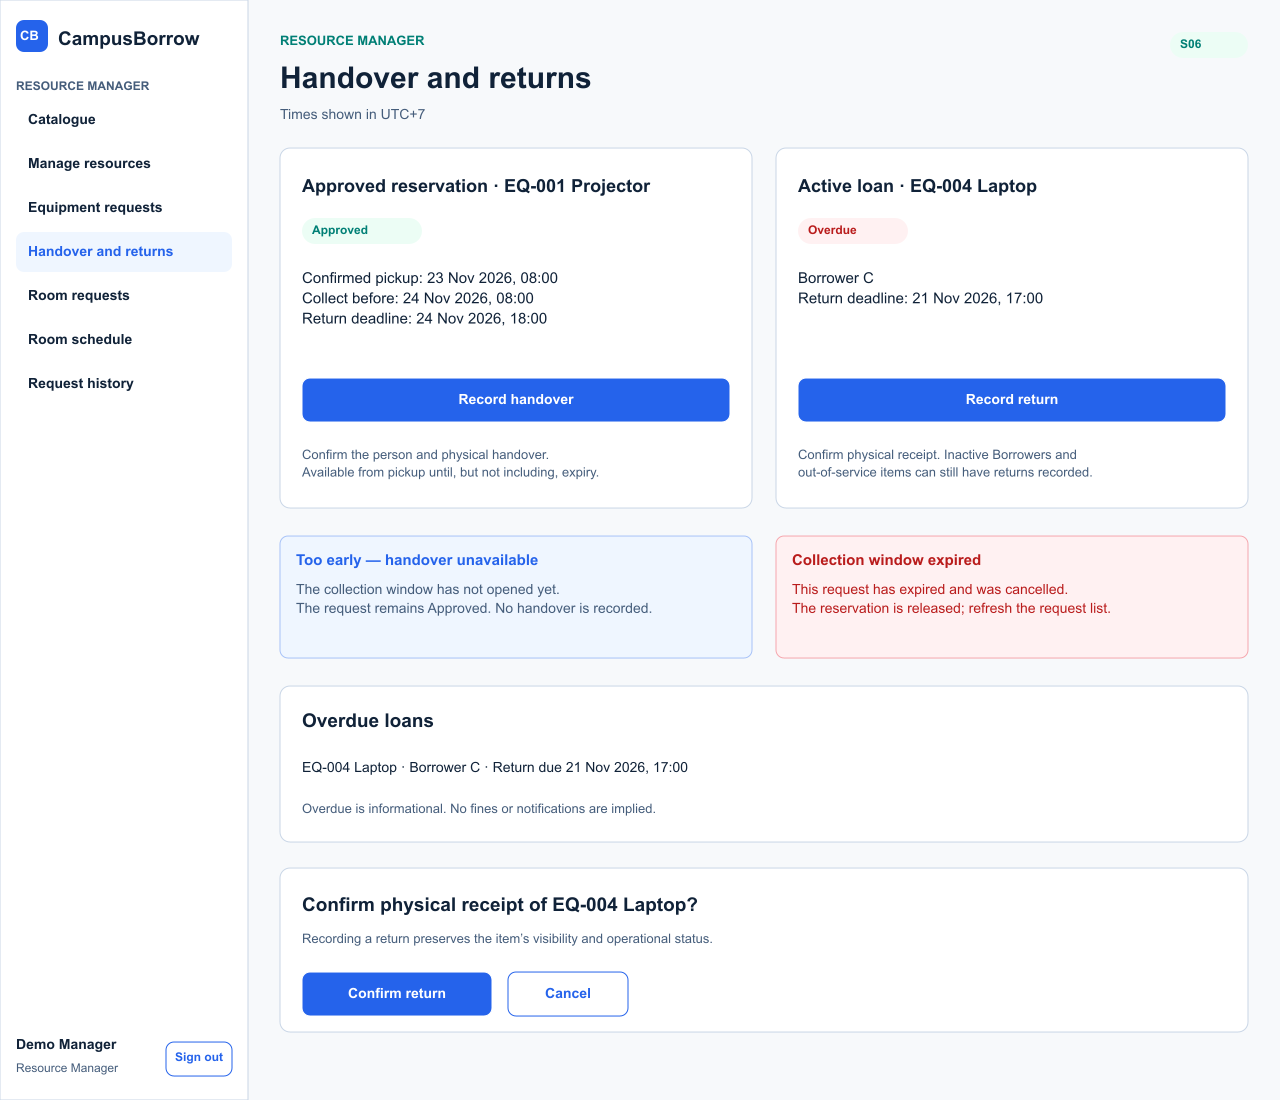 CB
CampusBorrow
RESOURCE MANAGER
Catalogue
Manage resources
Equipment requests
Handover and returns
Room requests
Room schedule
Request history
Demo Manager
Resource Manager
Sign out
RESOURCE MANAGER
S06
Handover and returns
Times shown in UTC+7
Approved reservation · EQ-001 Projector
Approved
Confirmed pickup: 23 Nov 2026, 08:00
Collect before: 24 Nov 2026, 08:00
Return deadline: 24 Nov 2026, 18:00
Record handover
Confirm the person and physical handover.
Available from pickup until, but not including, expiry.
Active loan · EQ-004 Laptop
Overdue
Borrower C
Return deadline: 21 Nov 2026, 17:00
Record return
Confirm physical receipt. Inactive Borrowers and
out-of-service items can still have returns recorded.
Too early — handover unavailable
The collection window has not opened yet.
The request remains Approved. No handover is recorded.
Collection window expired
This request has expired and was cancelled.
The reservation is released; refresh the request list.
Overdue loans
EQ-004 Laptop · Borrower C · Return due 21 Nov 2026, 17:00
Overdue is informational. No fines or notifications are implied.
Confirm physical receipt of EQ-004 Laptop?
Recording a return preserves the item’s visibility and operational status.
Confirm return
Cancel